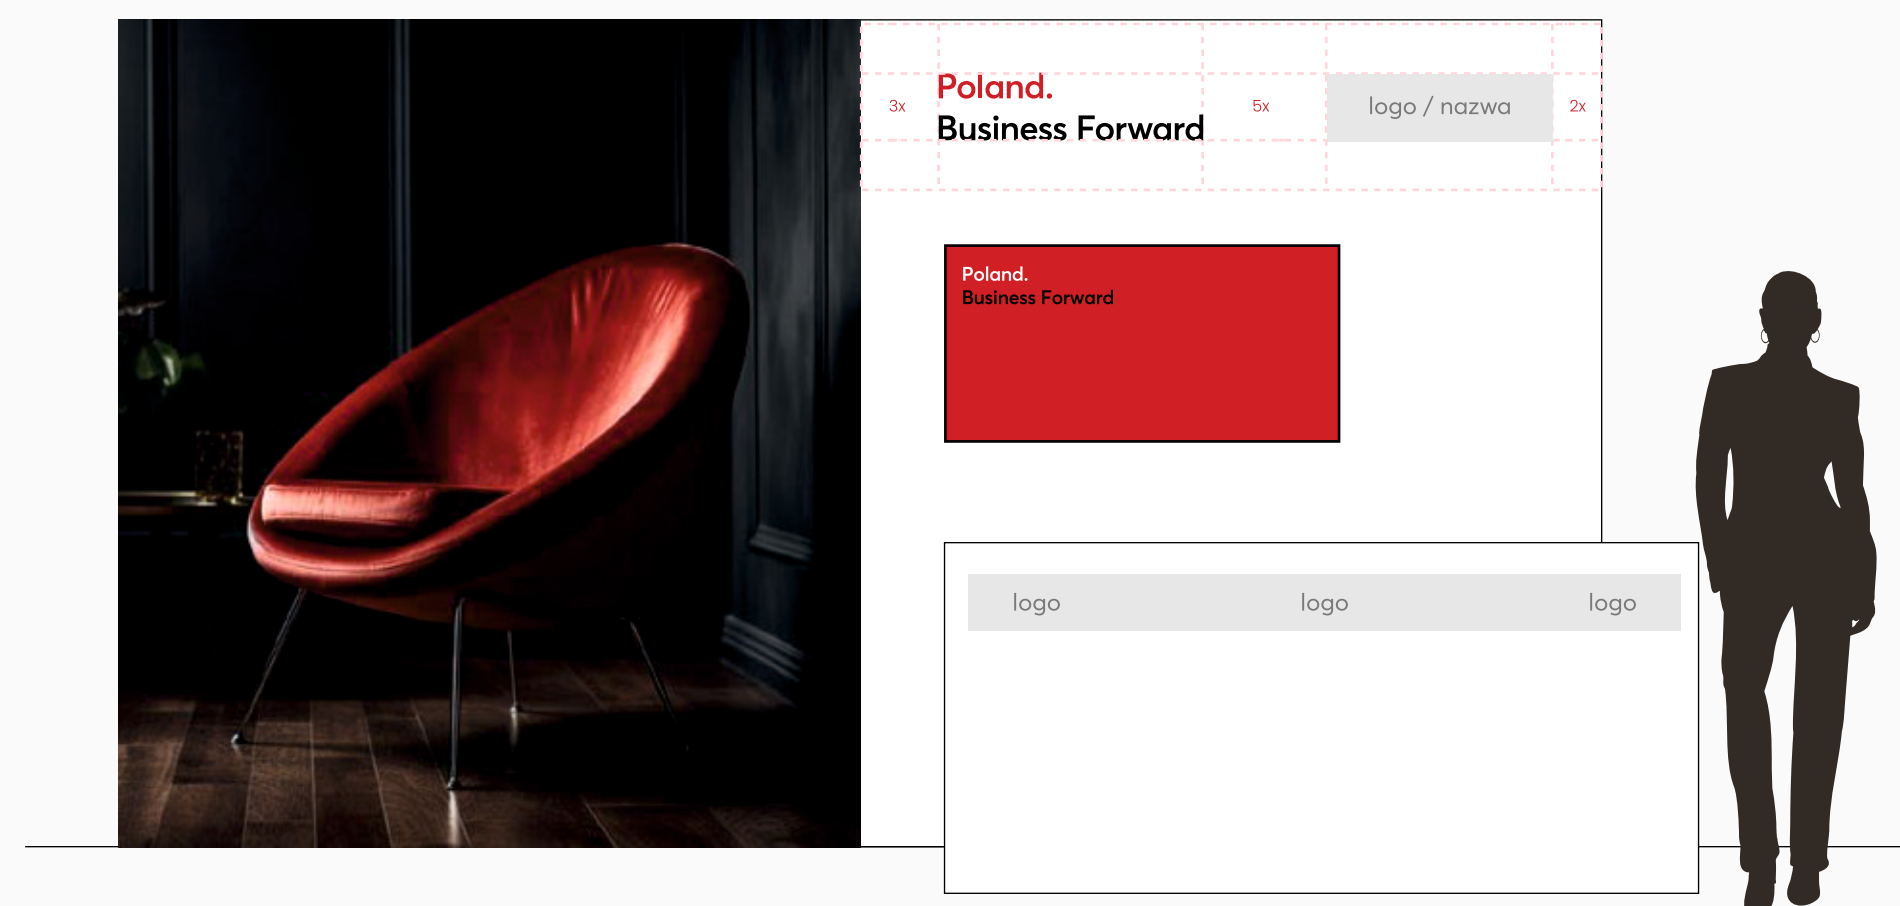 Poland.
Business Forward
3x
5x
logo / nazwa
2x
Poland.
Business Forward
logo
logo
logo